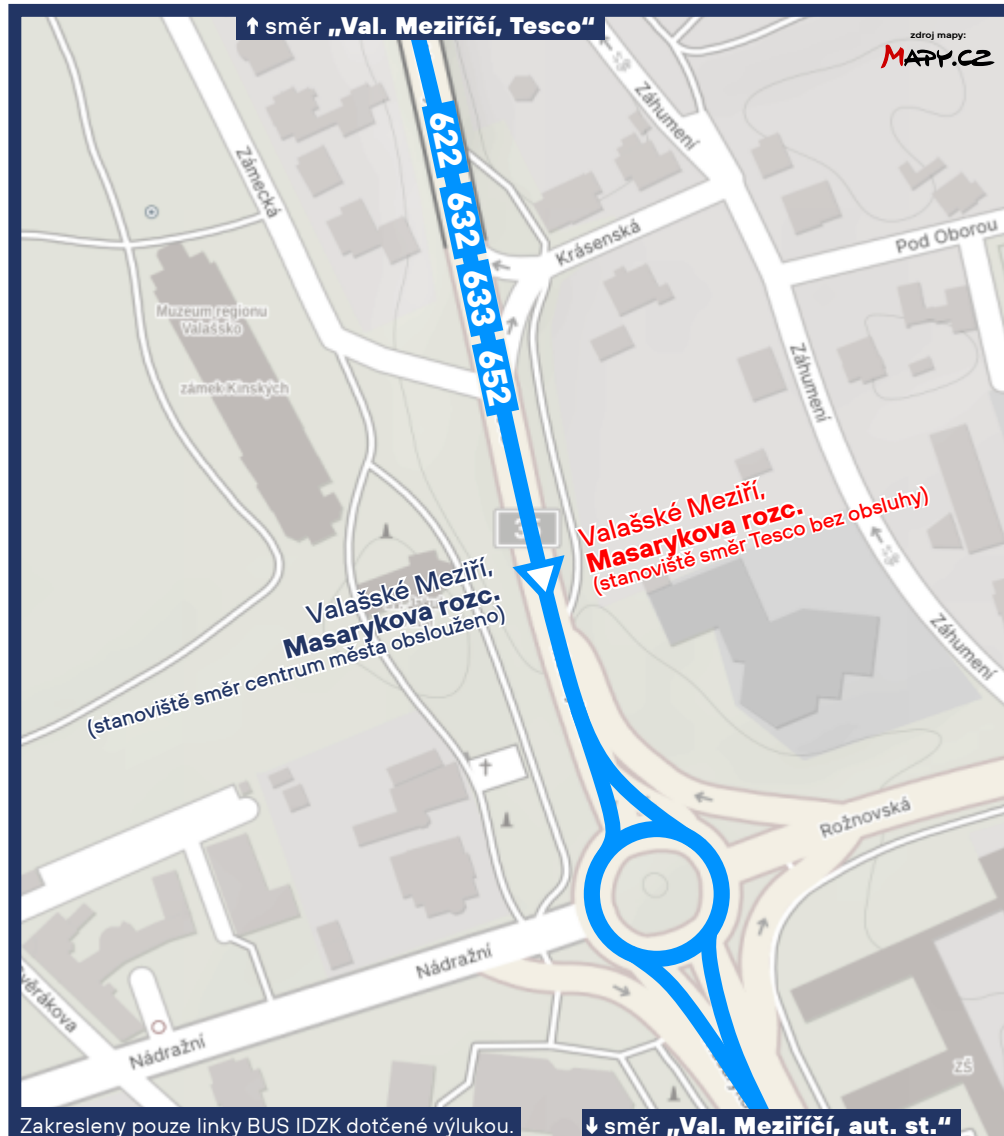 ↑ směr „Val. Meziříčí, Tesco“
zdroj mapy:
MAPY.CZ
Záhumení
622
632
633
652
Zámecká
Krásenská
Pod Oborou
Muzeum regionu
Valašsko
zámek Kinských
Záhumení
Valašské Meziří,
Masarykova rozc.
(stanoviště směr Tesco bez obsluhy)
Valašské Meziří,
Masarykova rozc.
(stanoviště směr centrum města obslouženo)
Záhumení
Rožnovská
Nádražní
Nádražní
ZŠ
Zakresleny pouze linky BUS IDZK dotčené výlukou.
↓ směr „Val. Meziříčí, aut. st.“